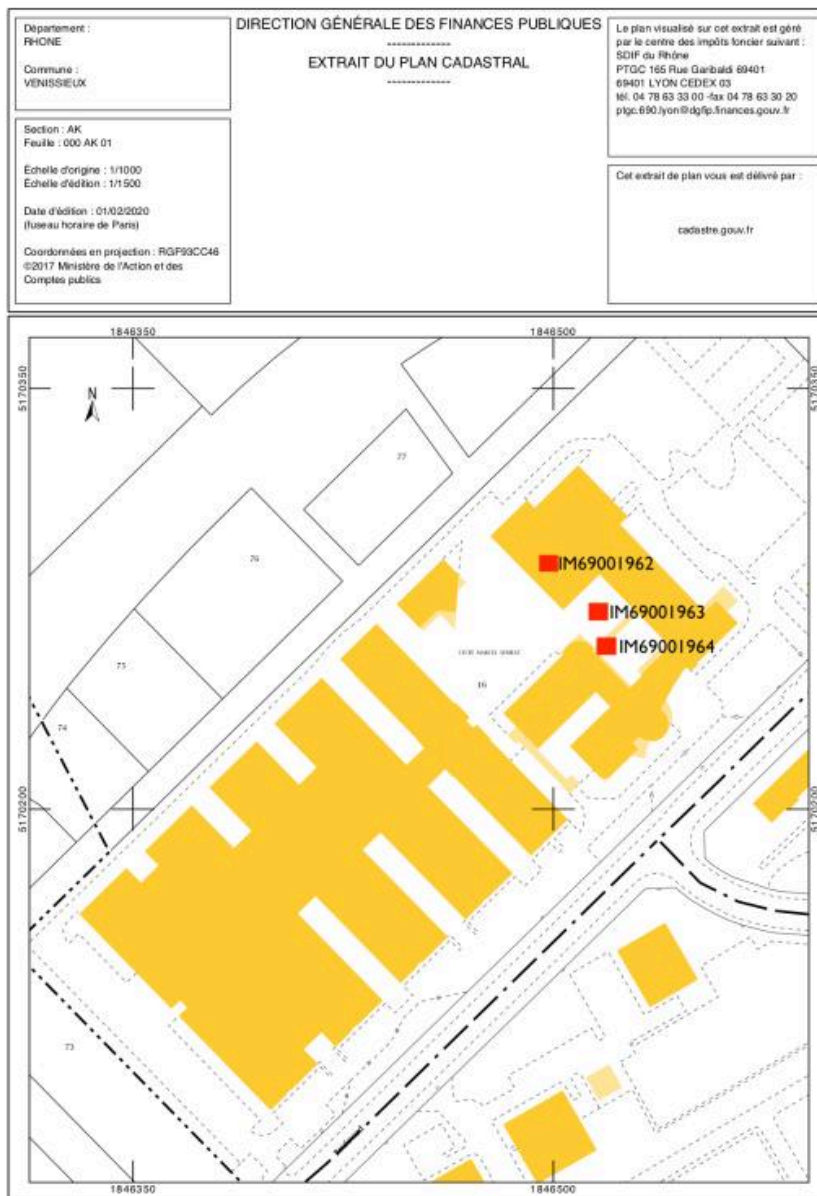 Département :
RHONE
Commune :
VENISSIEUX
Section : AK
Feuille : 000 AK 01
Échelle d'origine : 1/1000
Échelle d'édition : 1/1500
Date d'édition : 01/02/2020
(fuseau horaire de Paris)
Coordonnées en projection : RGF93CC46
©2017 Ministère de l'Action et des
Comptes publics
DIRECTION GÉNÉRALE DES FINANCES PUBLIQUES
-------------
EXTRAIT DU PLAN CADASTRAL
-------------
Le plan visualisé sur cet extrait est géré
par le centre des impôts foncier suivant :
SDIF du Rhône
PTGC 165 Rue Garibaldi 69401
69401 LYON CEDEX 03
tél. 04 78 63 33 00 -fax 04 78 63 30 20
ptgc.690.lyon@dgfip.finances.gouv.fr
Cet extrait de plan vous est délivré par :
cadastre.gouv.fr
1846350
1846500
5170350
5170350
N
77
76
IM69001962
IM69001963
IM69001964
75
16
74
5170200
5170200
73
1846350
1846500